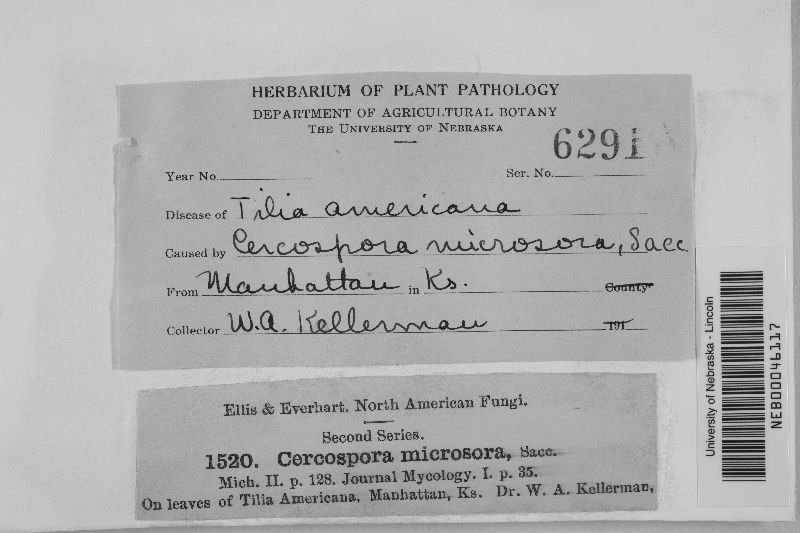 HERBARIUM OF PLANT PATHOLOGY
DEPARTMENT OF AGRICULTURAL BOTANY
THE UNIVERSITY OF NEBRASKA
6291
Year No. Ser. No.
Disease of Tilia americana
Caused by Cercospora microsora, Sacc
From Manhattan in Ks. County
Collector W.A. Kellerman 191
Ellis & Everhart. North American Fungi.
Second Series.
1520. Cercospora microsora, Sacc.
Mich. II. p. 128. Journal Mycology. I. p. 35.
On leaves of Tilia Americana, Manhattan, Ks. Dr. W. A. Kellerman,
University of Nebraska - Lincoln
NEB00046117